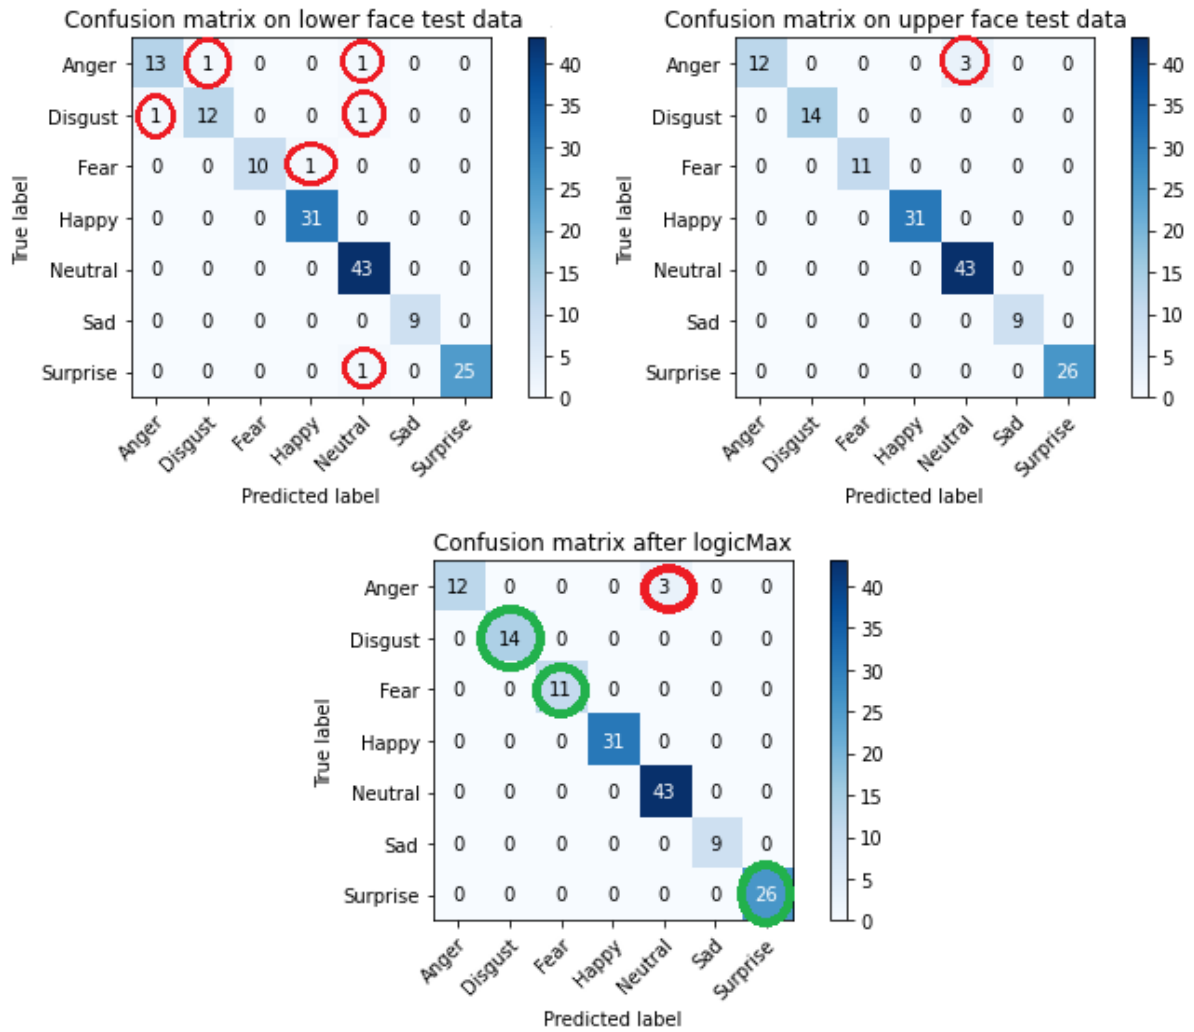 Confusion matrix on lower face test data
Anger 13 1 0 0 1 0 0
Disgust 1 12 0 0 1 0 0
Fear 0 0 10 1 0 0 0
Happy 0 0 0 31 0 0 0
Neutral 0 0 0 0 43 0 0
Sad 0 0 0 0 0 9 0
Surprise 0 0 0 0 1 0 25
True label
Anger Disgust Fear Happy Neutral Sad Surprise
Predicted label
40
35
30
25
20
15
10
5
0
Confusion matrix on upper face test data
Anger 12 0 0 0 3 0 0
Disgust 0 14 0 0 0 0 0
Fear 0 0 11 0 0 0 0
Happy 0 0 0 31 0 0 0
Neutral 0 0 0 0 43 0 0
Sad 0 0 0 0 0 9 0
Surprise 0 0 0 0 0 0 26
True label
Anger Disgust Fear Happy Neutral Sad Surprise
Predicted label
40
35
30
25
20
15
10
5
0
Confusion matrix after logicMax
Anger 12 0 0 0 3 0 0
Disgust 0 14 0 0 0 0 0
Fear 0 0 11 0 0 0 0
Happy 0 0 0 31 0 0 0
Neutral 0 0 0 0 43 0 0
Sad 0 0 0 0 0 9 0
Surprise 0 0 0 0 0 0 26
True label
Anger Disgust Fear Happy Neutral Sad Surprise
Predicted label
40
35
30
25
20
15
10
5
0